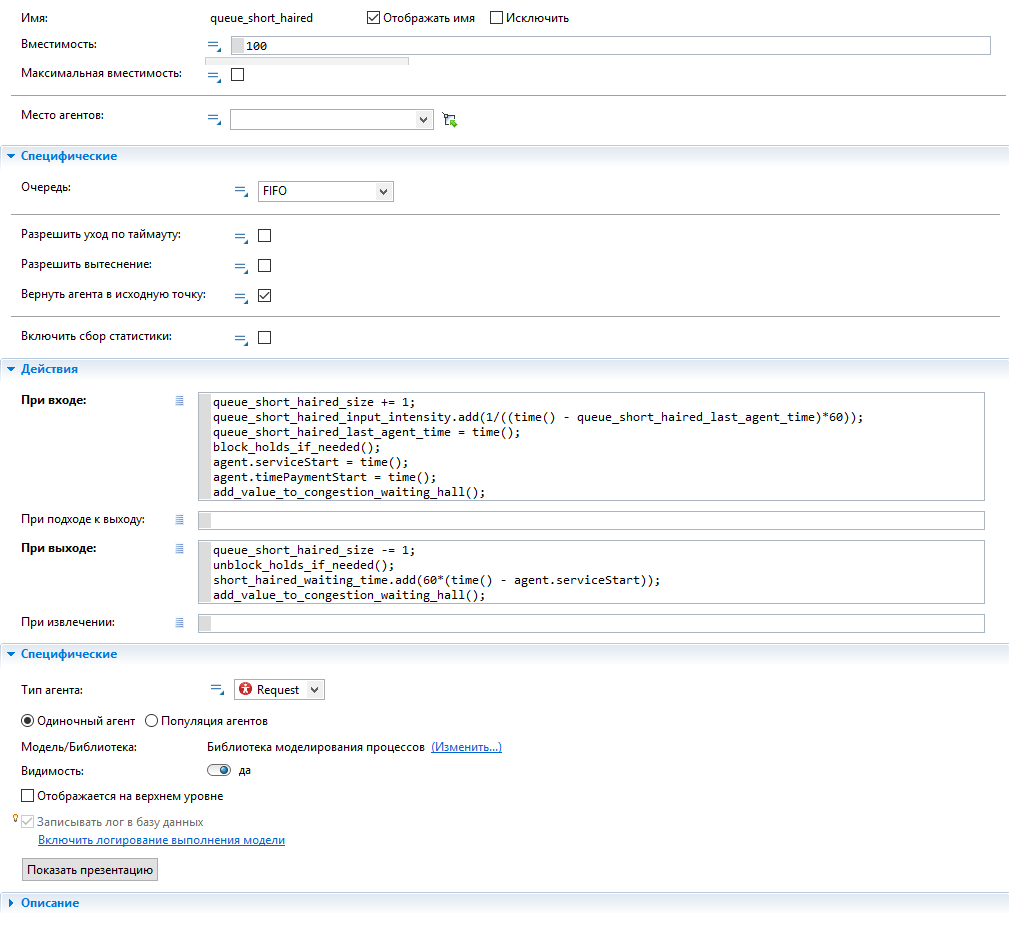 Имя: queue_short_haired Отображать имя Исключить
Вместимость: 100
Максимальная вместимость:
Место агентов:
Специфические
Очередь: FIFO
Разрешить уход по таймауту:
Разрешить вытеснение:
Вернуть агента в исходную точку:
Включить сбор статистики:
Действия
При входе: queue_short_haired_size += 1;
queue_short_haired_input_intensity.add(1/((time() - queue_short_haired_last_agent_time)*60));
queue_short_haired_last_agent_time = time();
block_holds_if_needed();
agent.serviceStart = time();
agent.timePaymentStart = time();
add_value_to_congestion_waiting_hall();
При подходе к выходу:
При выходе: queue_short_haired_size -= 1;
unblock_holds_if_needed();
short_haired_waiting_time.add(60*(time() - agent.serviceStart));
add_value_to_congestion_waiting_hall();
При извлечении:
Специфические
Тип агента: Request
Одиночный агент Популяция агентов
Модель/Библиотека: Библиотека моделирования процессов (Изменить...)
Видимость: да
Отображается на верхнем уровне
Записывать лог в базу данных
Включить логирование выполнения модели
Показать презентацию
Описание